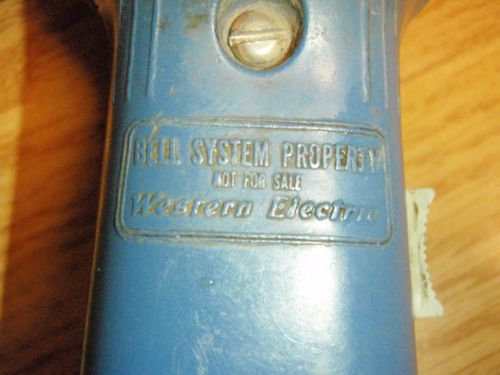 BELL SYSTEM PROPERTY
NOT FOR SALE
Western Electric